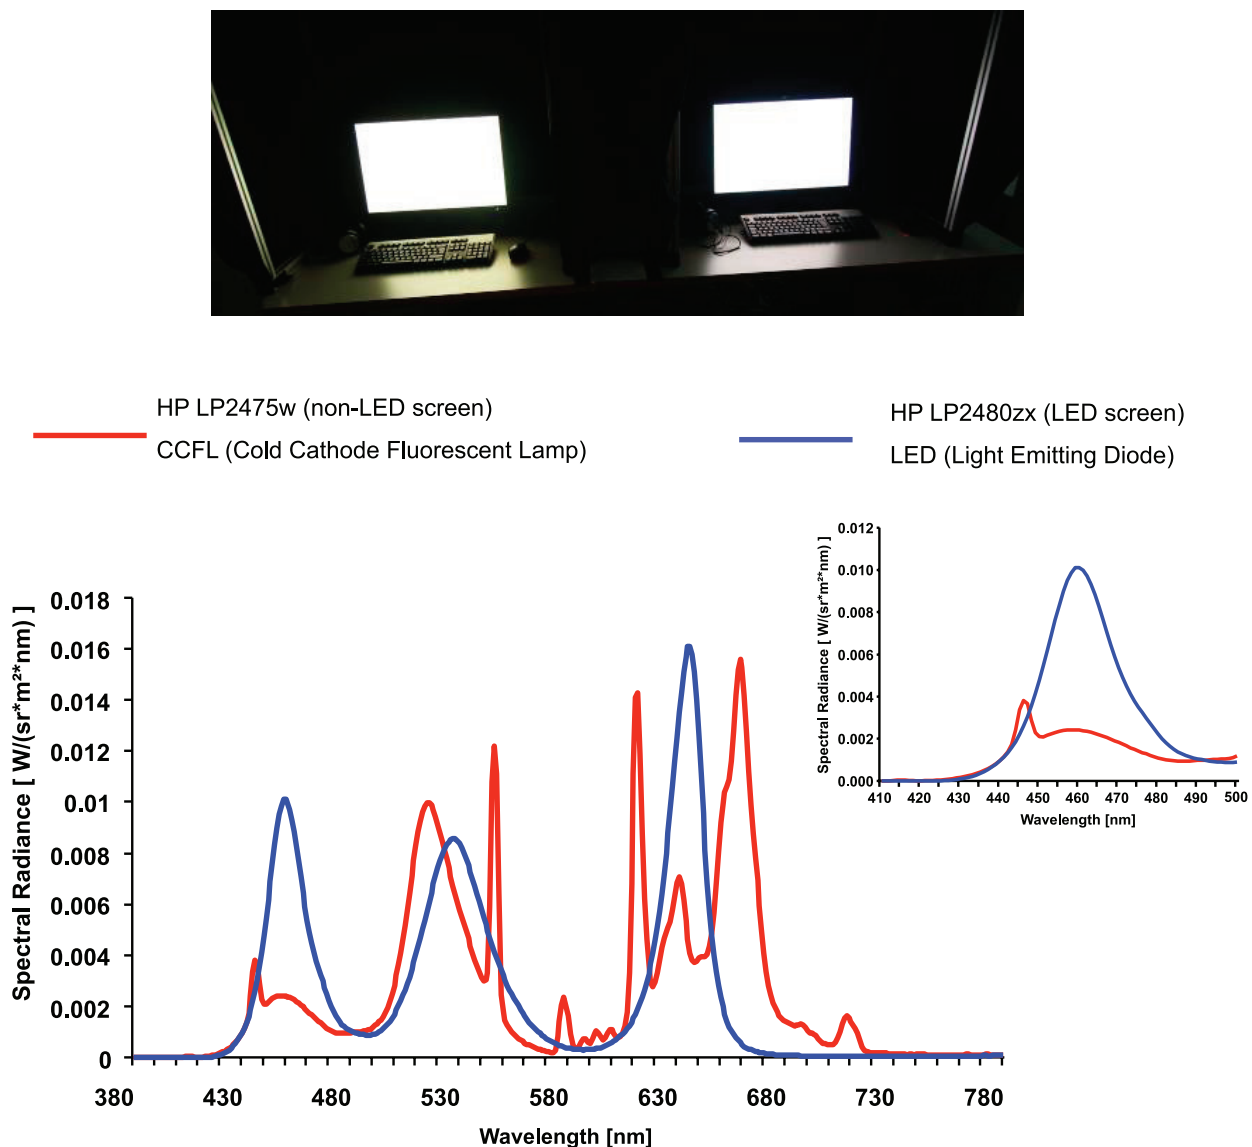 HP LP2475w (non-LED screen)
CCFL (Cold Cathode Fluorescent Lamp)
HP LP2480zx (LED screen)
LED (Light Emitting Diode)
Spectral Radiance [ W/(sr*m²*nm) ]
0.012
0.010
0.008
0.006
0.004
0.002
0.000
410 420 430 440 450 460 470 480 490 500
Wavelength [nm]
Spectral Radiance [ W/(sr*m²*nm) ]
0.018
0.016
0.014
0.012
0.01
0.008
0.006
0.004
0.002
0
380 430 480 530 580 630 680 730 780
Wavelength [nm]